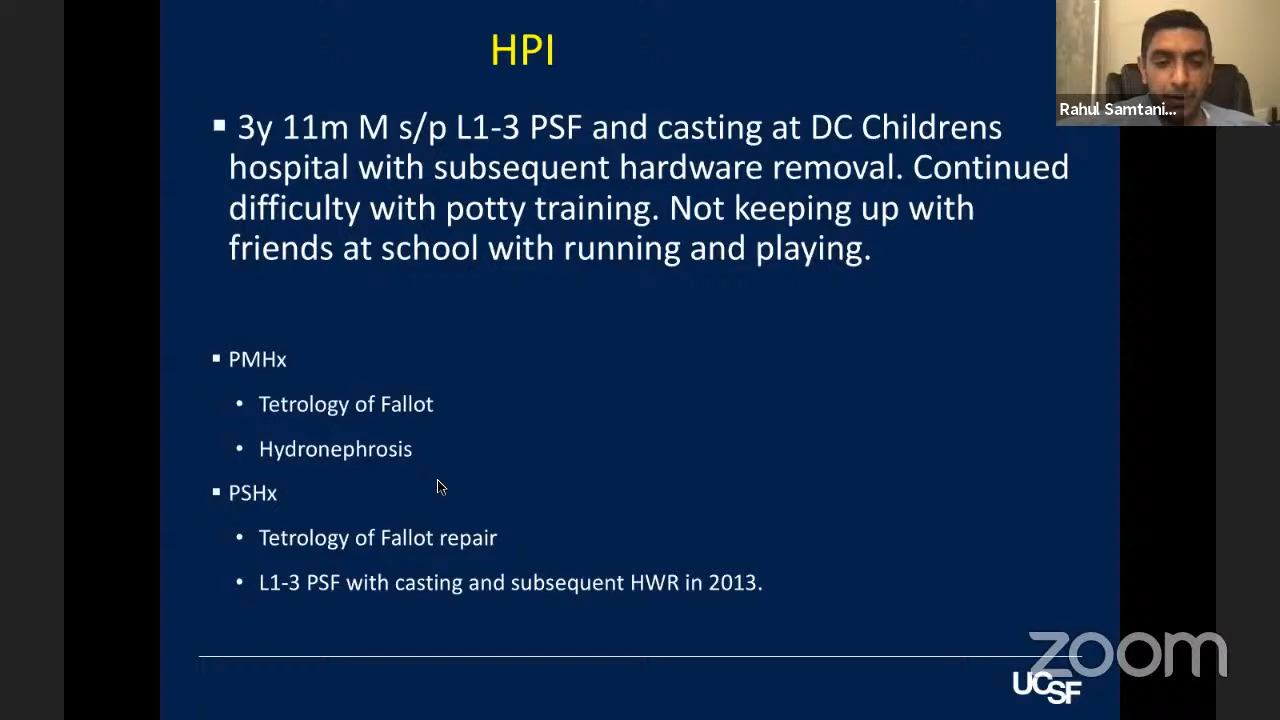 HPI
Rahul Samtani...
▪ 3y 11m M s/p L1-3 PSF and casting at DC Childrens
hospital with subsequent hardware removal. Continued
difficulty with potty training. Not keeping up with
friends at school with running and playing.
▪ PMHx
• Tetrology of Fallot
• Hydronephrosis
▪ PSHx
• Tetrology of Fallot repair
• L1-3 PSF with casting and subsequent HWR in 2013.
zoom
UCSF